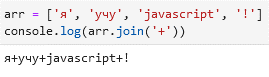 arr = ['я', 'учу', 'javascript', '!']
console.log(arr.join('+'))
я+учу+javascript+!